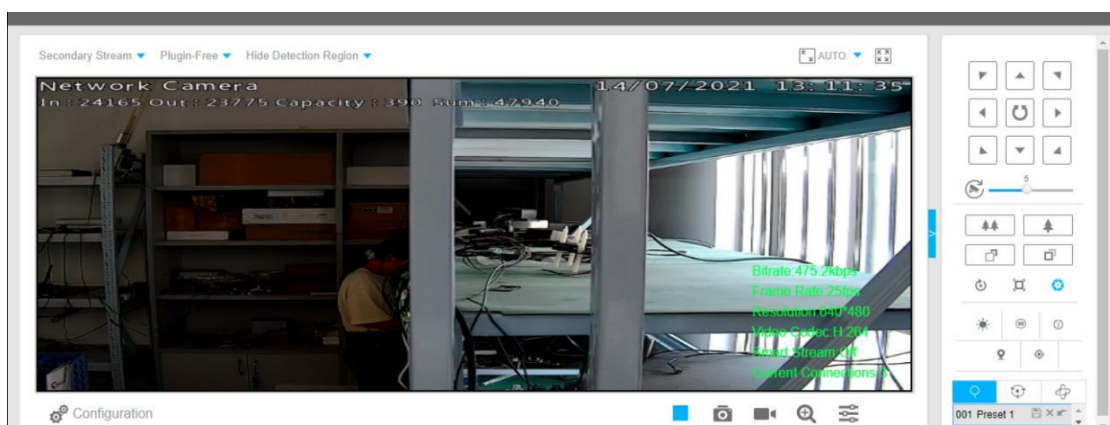 Secondary Stream Plugin-Free Hide Detection Region AUTO
Network Camera 14/07/2021 13:11:35
In : 24165 Out : 23775 Capacity : 390 Sum : 47940
5
Bitrate:475.2kbps
Frame Rate:25fps
Resolution:640*480
Video Codec:H.264
Smart Stream:Off
Current Connections:
Configuration
001 Preset 1